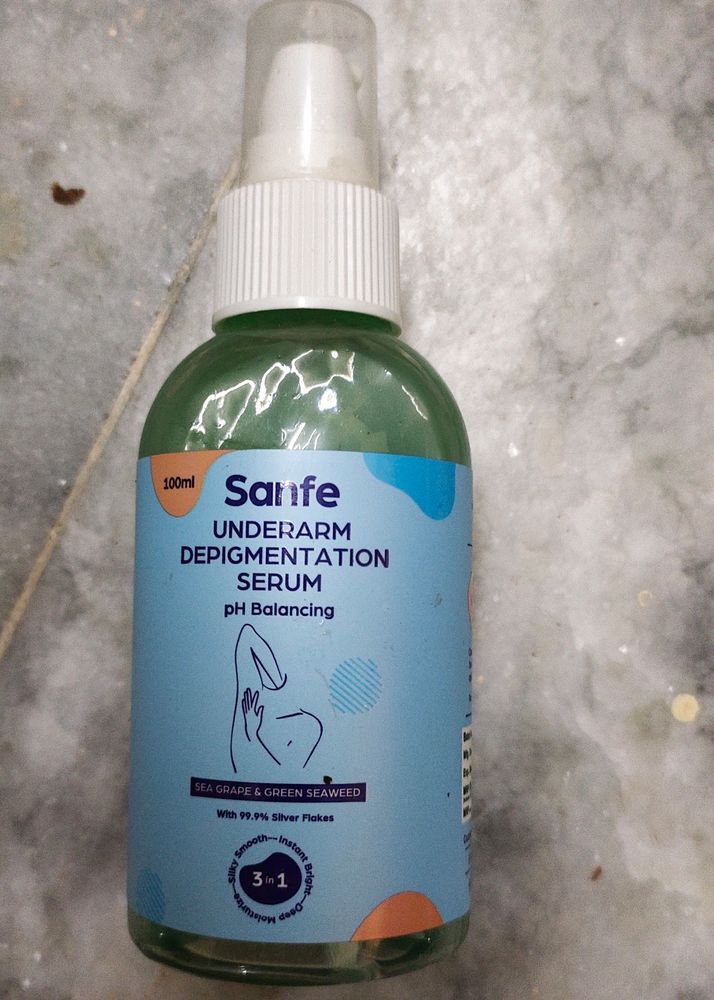 100ml
Sanfe
UNDERARM
DEPIGMENTATION
SERUM
pH Balancing
SEA GRAPE & GREEN SEAWEED
With 99.9% Silver Flakes
Silky Smooth—Instant Bright—Deep Moisturize—
3 in 1